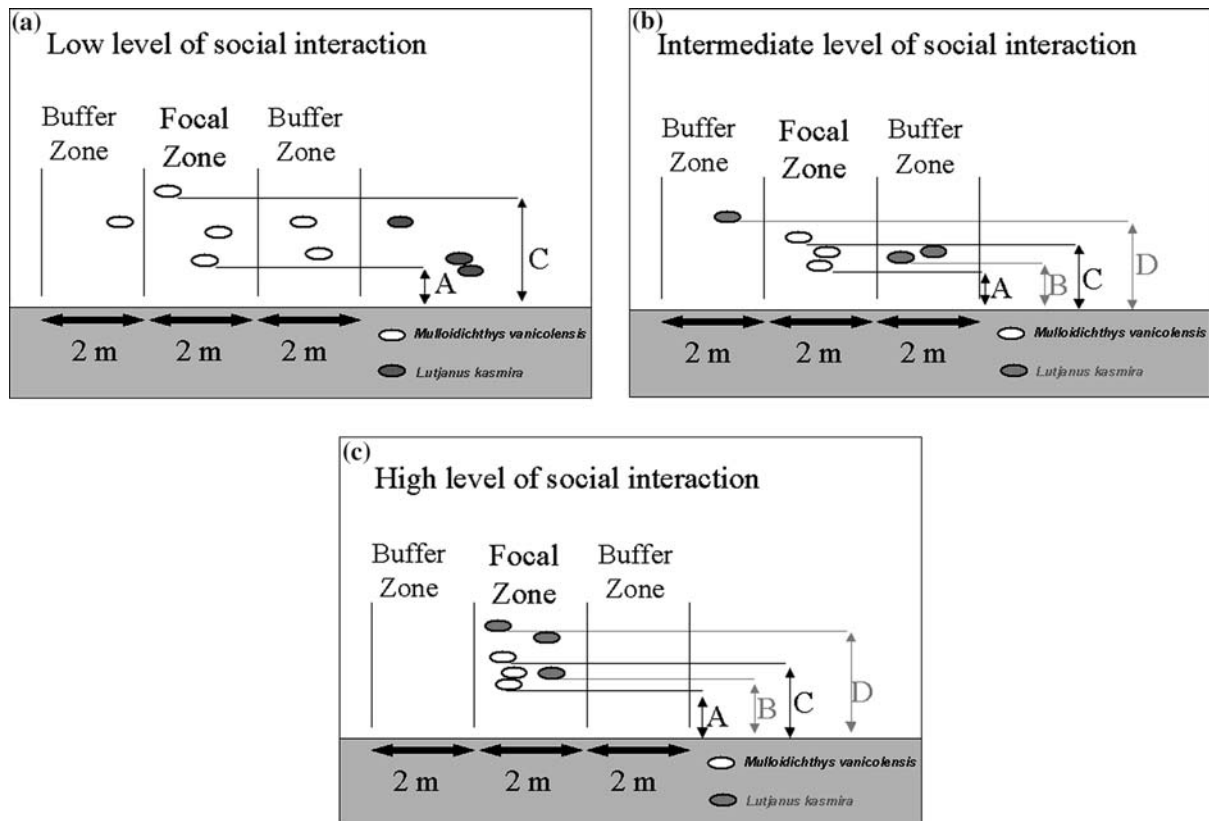 (a)
Low level of social interaction
Buffer Zone
Focal Zone
Buffer Zone
C
A
2 m
2 m
2 m
Mulloidichthys vanicolensis
Lutjanus kasmira
(b)
Intermediate level of social interaction
Buffer Zone
Focal Zone
Buffer Zone
D
C
B
A
2 m
2 m
2 m
Mulloidichthys vanicolensis
Lutjanus kasmira
(c)
High level of social interaction
Buffer Zone
Focal Zone
Buffer Zone
D
C
B
A
2 m
2 m
2 m
Mulloidichthys vanicolensis
Lutjanus kasmira